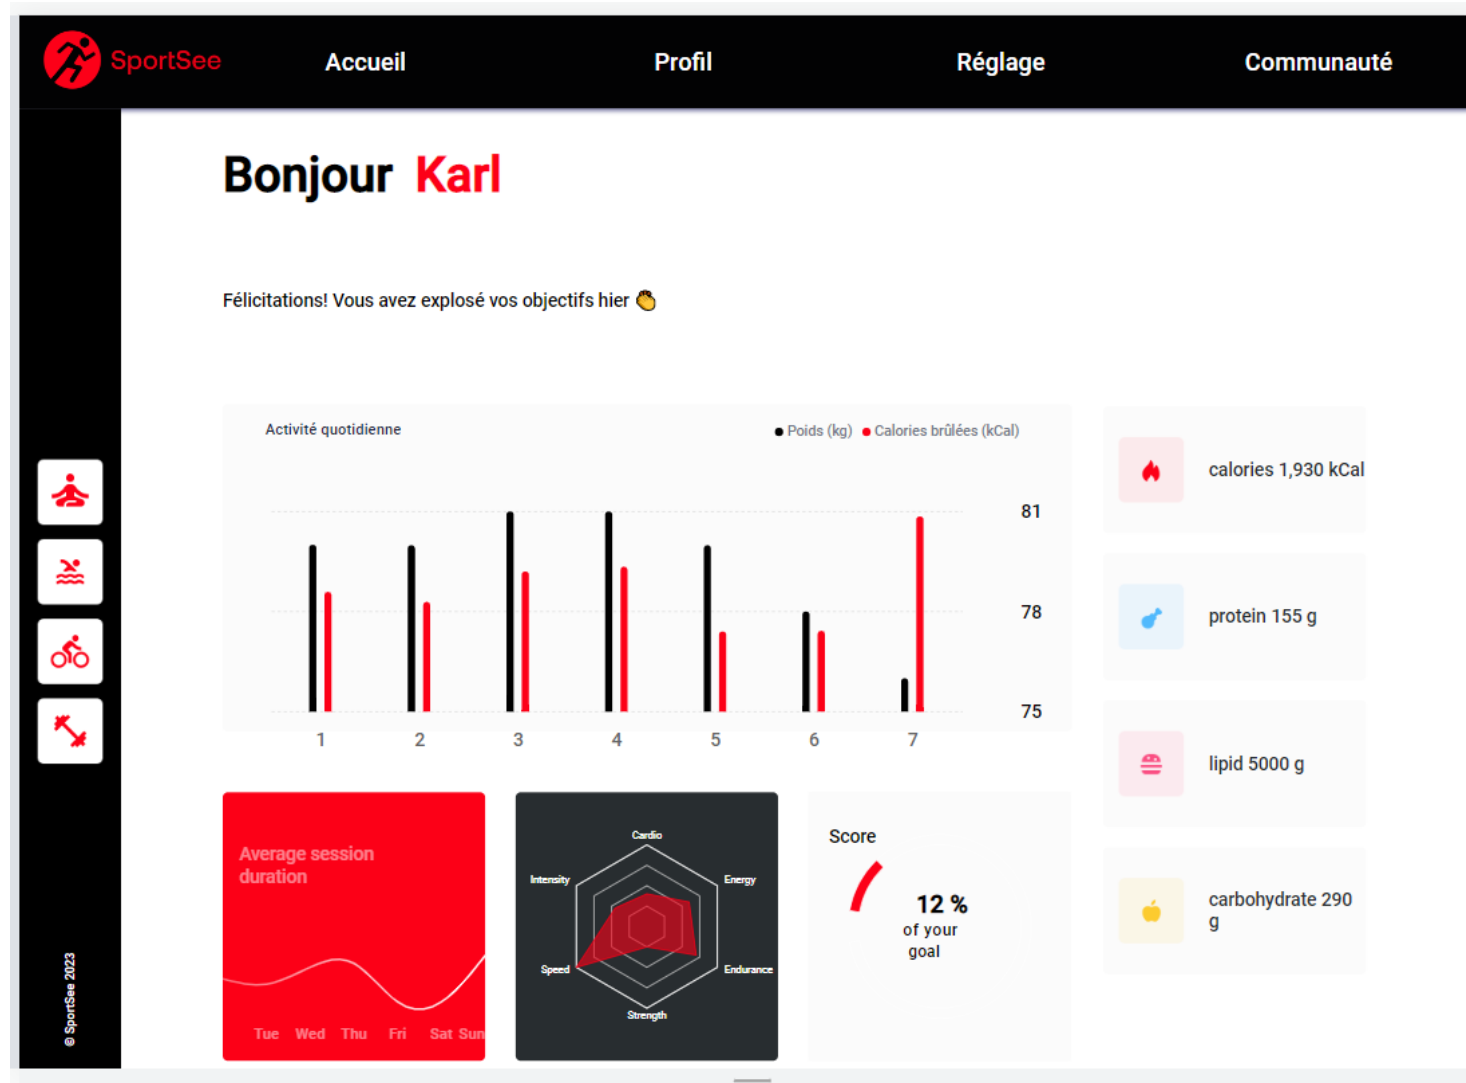 SportSee
Accueil
Profil
Réglage
Communauté
Bonjour Karl
Félicitations! Vous avez explosé vos objectifs hier 👏
Activité quotidienne
Poids (kg)
Calories brûlées (kCal)
81
78
75
1 2 3 4 5 6 7
calories 1,930 kCal
protein 155 g
lipid 5000 g
carbohydrate 290
g
Average session
duration
Tue Wed Thu Fri Sat Sun
Cardio
Energy
Endurance
Strength
Speed
Intensity
Score
12 %
of your
goal
© SportSee 2023